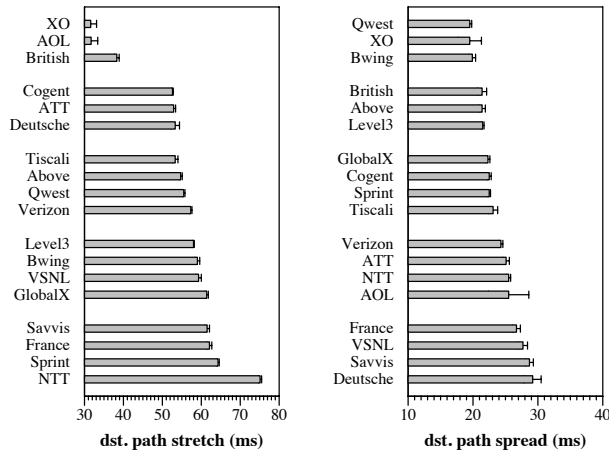 XO
AOL
British
Cogent
ATT
Deutsche
Tiscali
Above
Qwest
Verizon
Level3
Bwing
VSNL
GlobalX
Savvis
France
Sprint
NTT
30 40 50 60 70 80
dst. path stretch (ms)
Qwest
XO
Bwing
British
Above
Level3
GlobalX
Cogent
Sprint
Tiscali
Verizon
ATT
NTT
AOL
France
VSNL
Savvis
Deutsche
10 20 30 40
dst. path spread (ms)